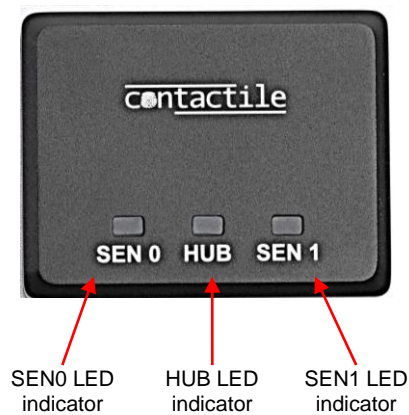 contactile
SEN 0 HUB SEN 1
SEN0 LED indicator
HUB LED indicator
SEN1 LED indicator